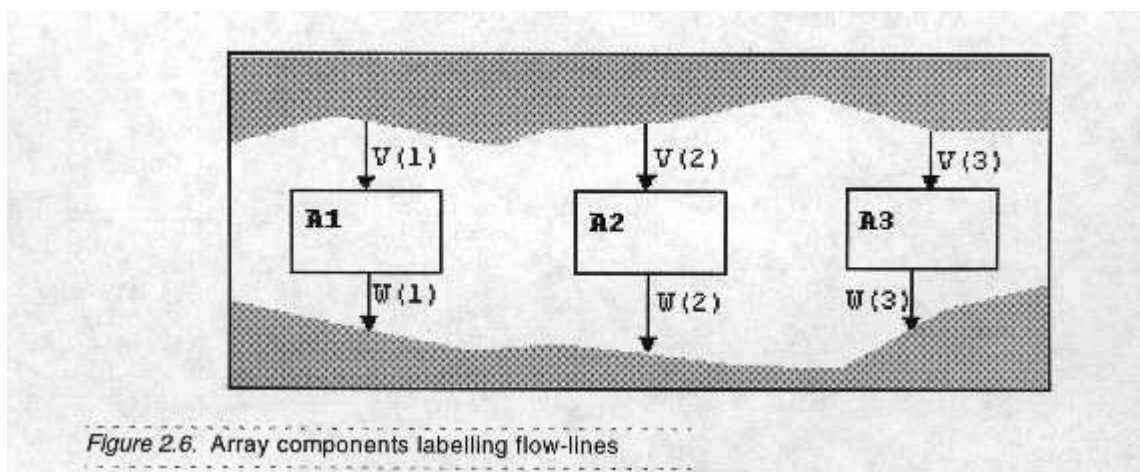 V(1) V(2) V(3)
A1 A2 A3
W(1) W(2) W(3)
Figure 2.6. Array components labelling flow-lines